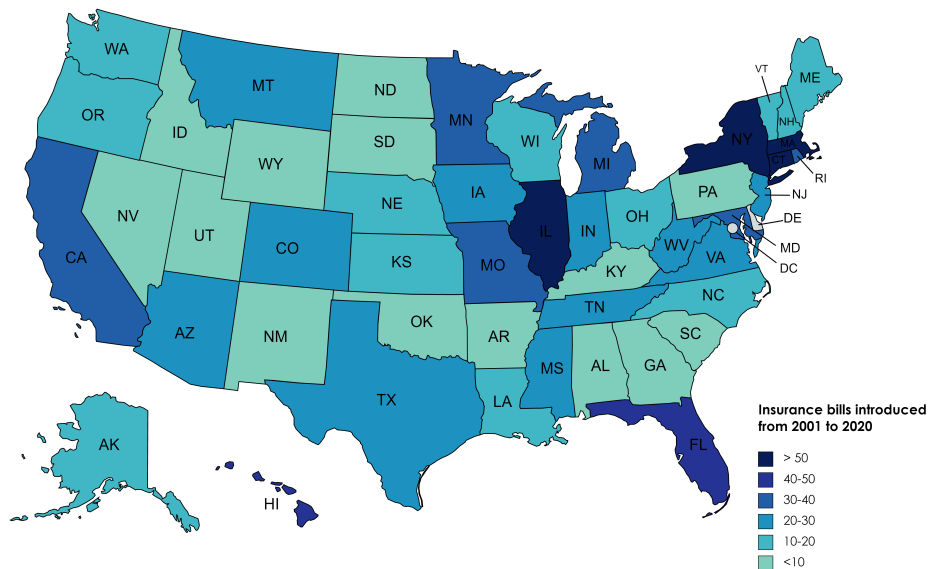 WA
MT
ND
MN
VT
ME
OR
ID
SD
WI
MI
NY
NH
MA
CT
RI
WY
NV
UT
CO
NE
IA
IL
IN
OH
PA
NJ
DE
MD
DC
CA
KS
MO
KY
WV
VA
AZ
NM
OK
AR
TN
NC
SC
TX
LA
MS
AL
GA
FL
AK
HI
Insurance bills introduced
from 2001 to 2020
> 50
40-50
30-40
20-30
10-20
<10